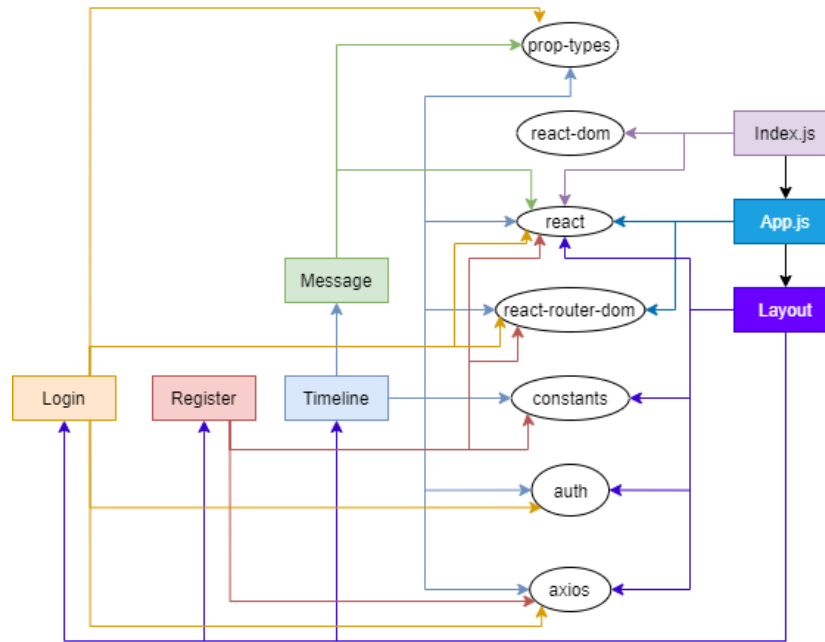 prop-types
react-dom
Index.js
react
App.js
Message
react-router-dom
Layout
Login
Register
Timeline
constants
auth
axios